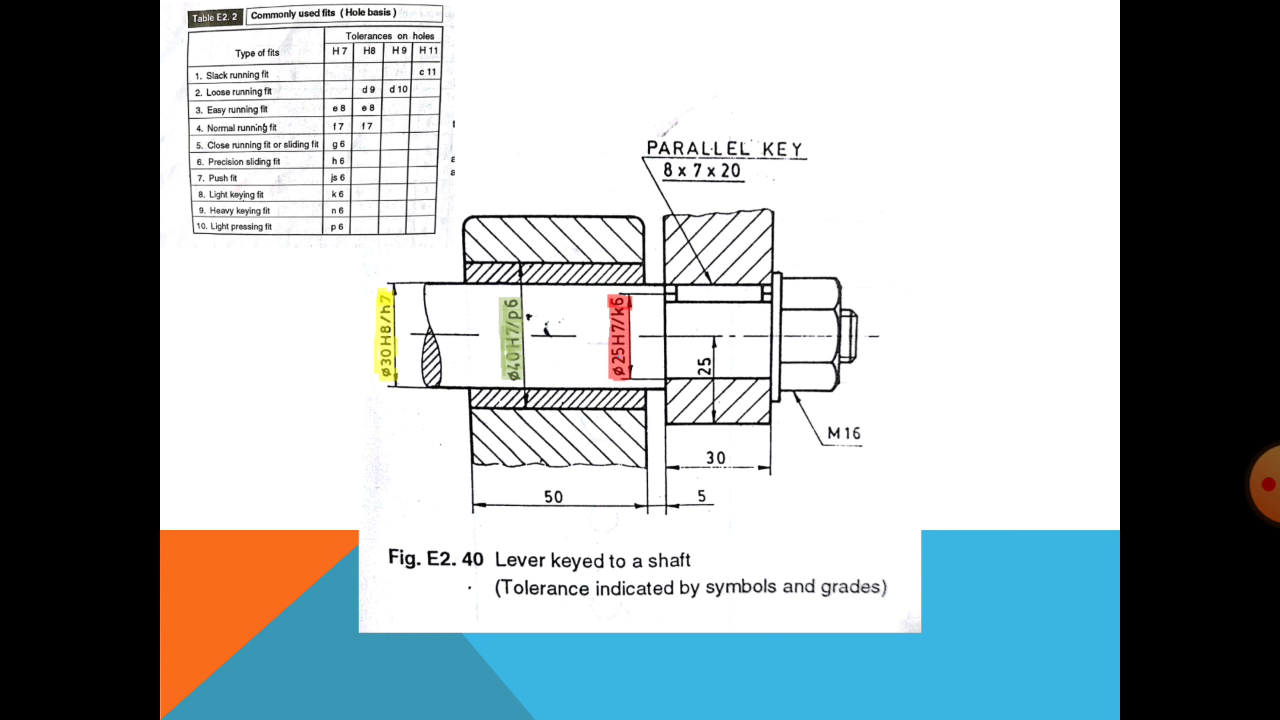 Table E2. 2 Commonly used fits (Hole basis)
Type of fits Tolerances on holes
H 7 H8 H 9 H 11
1. Slack running fit c 11
2. Loose running fit d 9 d 10
3. Easy running fit e 8 e 8
4. Normal running fit f 7 f 7
5. Close running fit or sliding fit g 6
6. Precision sliding fit h 6
7. Push fit js 6
8. Light keying fit k 6
9. Heavy keying fit n 6
10. Light pressing fit p 6
PARALLEL KEY
8 x 7 x 20
ø30H8/h7
ø40H7/p6
ø25H7/k6
25
M 16
30
50
5
Fig. E2. 40 Lever keyed to a shaft
(Tolerance indicated by symbols and grades)